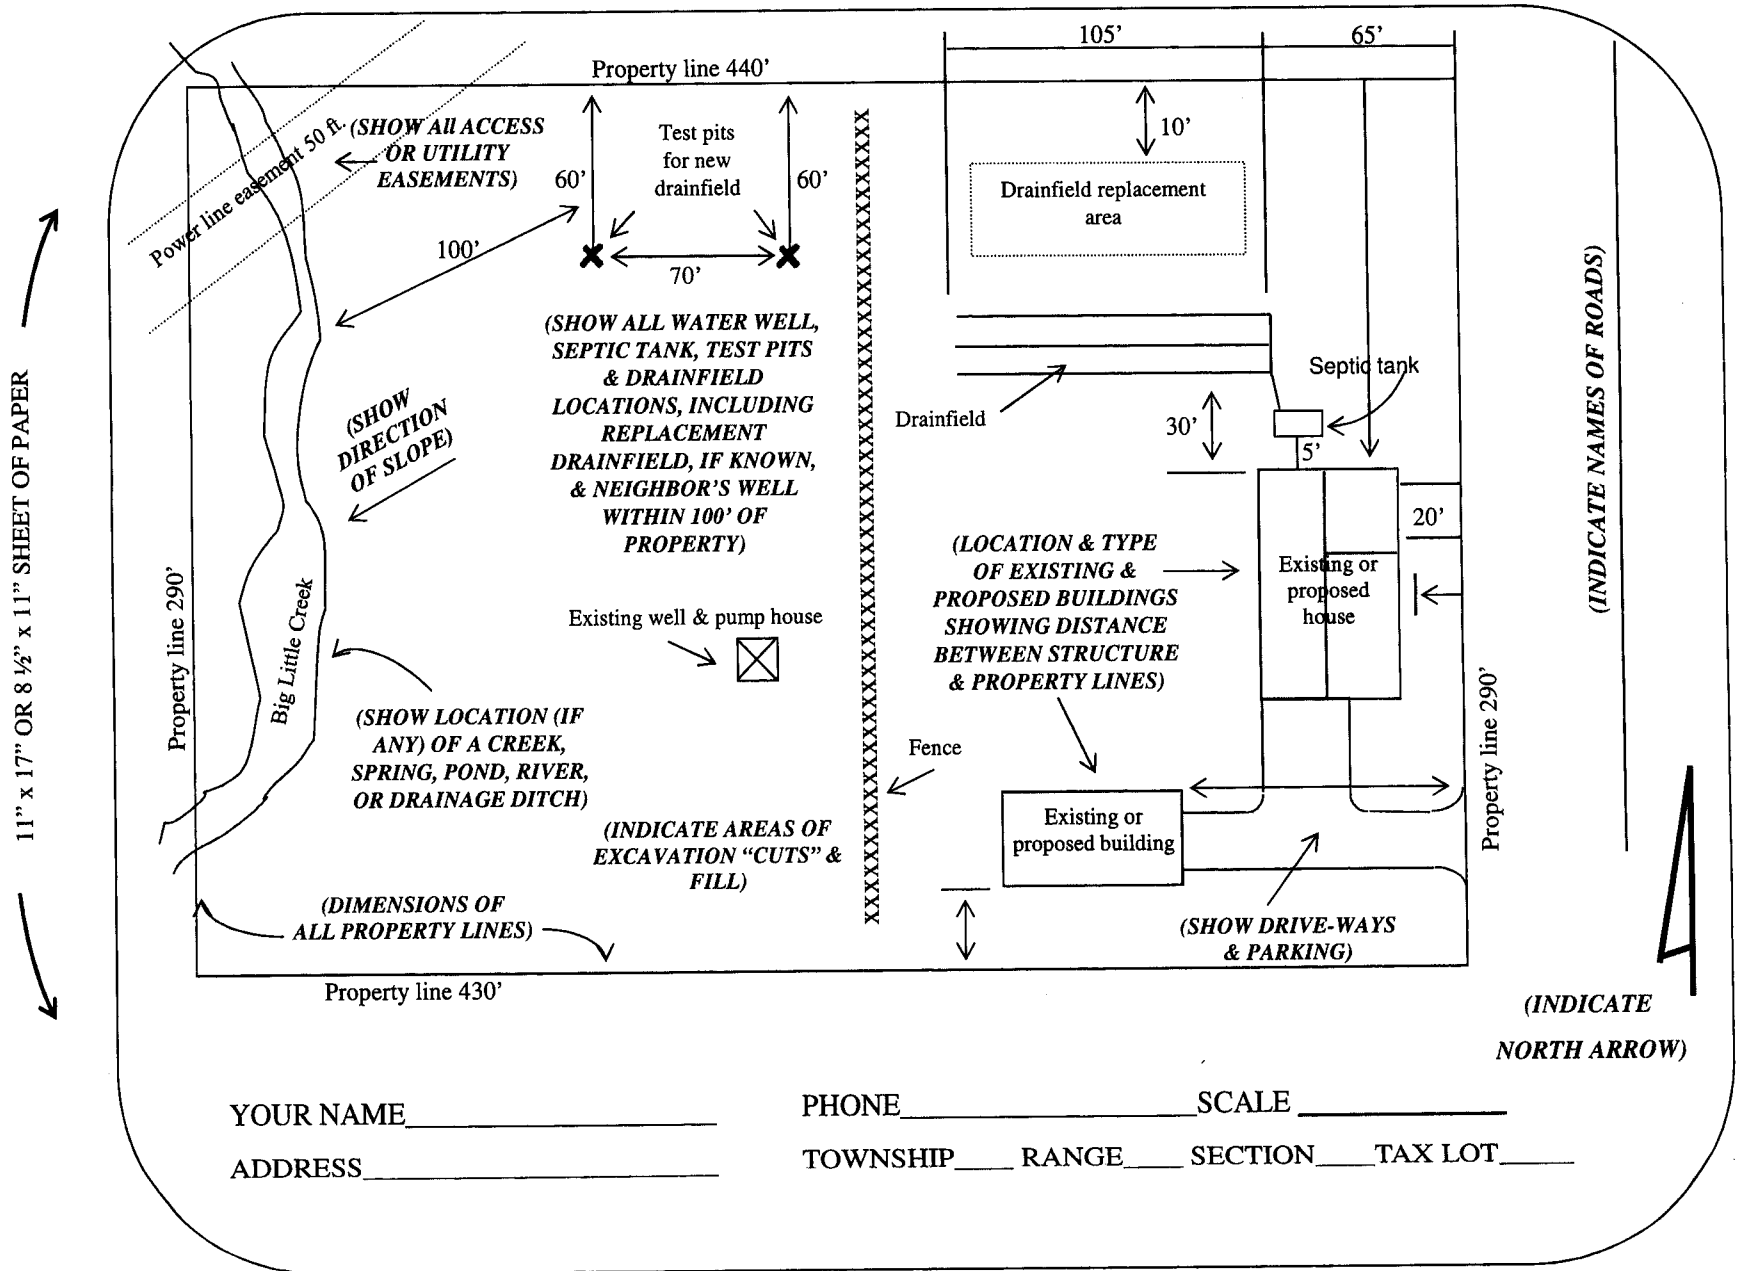 105’
65’
Property line 440’
Power line easement 50 ft.
(SHOW All ACCESS
OR UTILITY
EASEMENTS)
60’
Test pits
for new
drainfield
60’
10’
Drainfield replacement
area
100’
70’
(SHOW ALL WATER WELL,
SEPTIC TANK, TEST PITS
& DRAINFIELD
LOCATIONS, INCLUDING
REPLACEMENT
DRAINFIELD, IF KNOWN,
& NEIGHBOR’S WELL
WITHIN 100’ OF
PROPERTY)
(SHOW
DIRECTION
OF SLOPE)
Septic tank
Drainfield
30’
5’
20’
(INDICATE NAMES OF ROADS)
11” x 17” OR 8 ½” x 11” SHEET OF PAPER
(LOCATION & TYPE
OF EXISTING &
PROPOSED BUILDINGS
SHOWING DISTANCE
BETWEEN STRUCTURE
& PROPERTY LINES)
Existing or
proposed
house
Property line 290’
Big Little Creek
Existing well & pump house
Property line 290’
(SHOW LOCATION (IF
ANY) OF A CREEK,
SPRING, POND, RIVER,
OR DRAINAGE DITCH)
Fence
Existing or
proposed building
(INDICATE AREAS OF
EXCAVATION “CUTS” &
FILL)
(DIMENSIONS OF
ALL PROPERTY LINES)
(SHOW DRIVE-WAYS
& PARKING)
Property line 430’
(INDICATE
NORTH ARROW)
YOUR NAME
PHONE SCALE
ADDRESS
TOWNSHIP RANGE SECTION TAX LOT